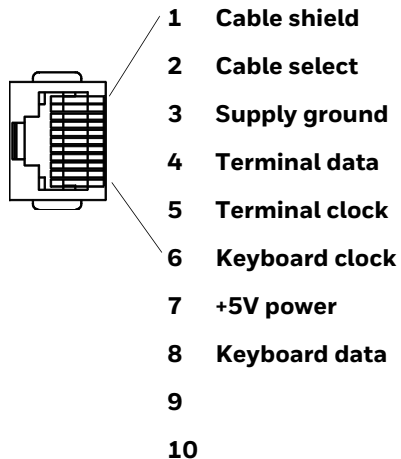 1 Cable shield
2 Cable select
3 Supply ground
4 Terminal data
5 Terminal clock
6 Keyboard clock
7 +5V power
8 Keyboard data
9
10